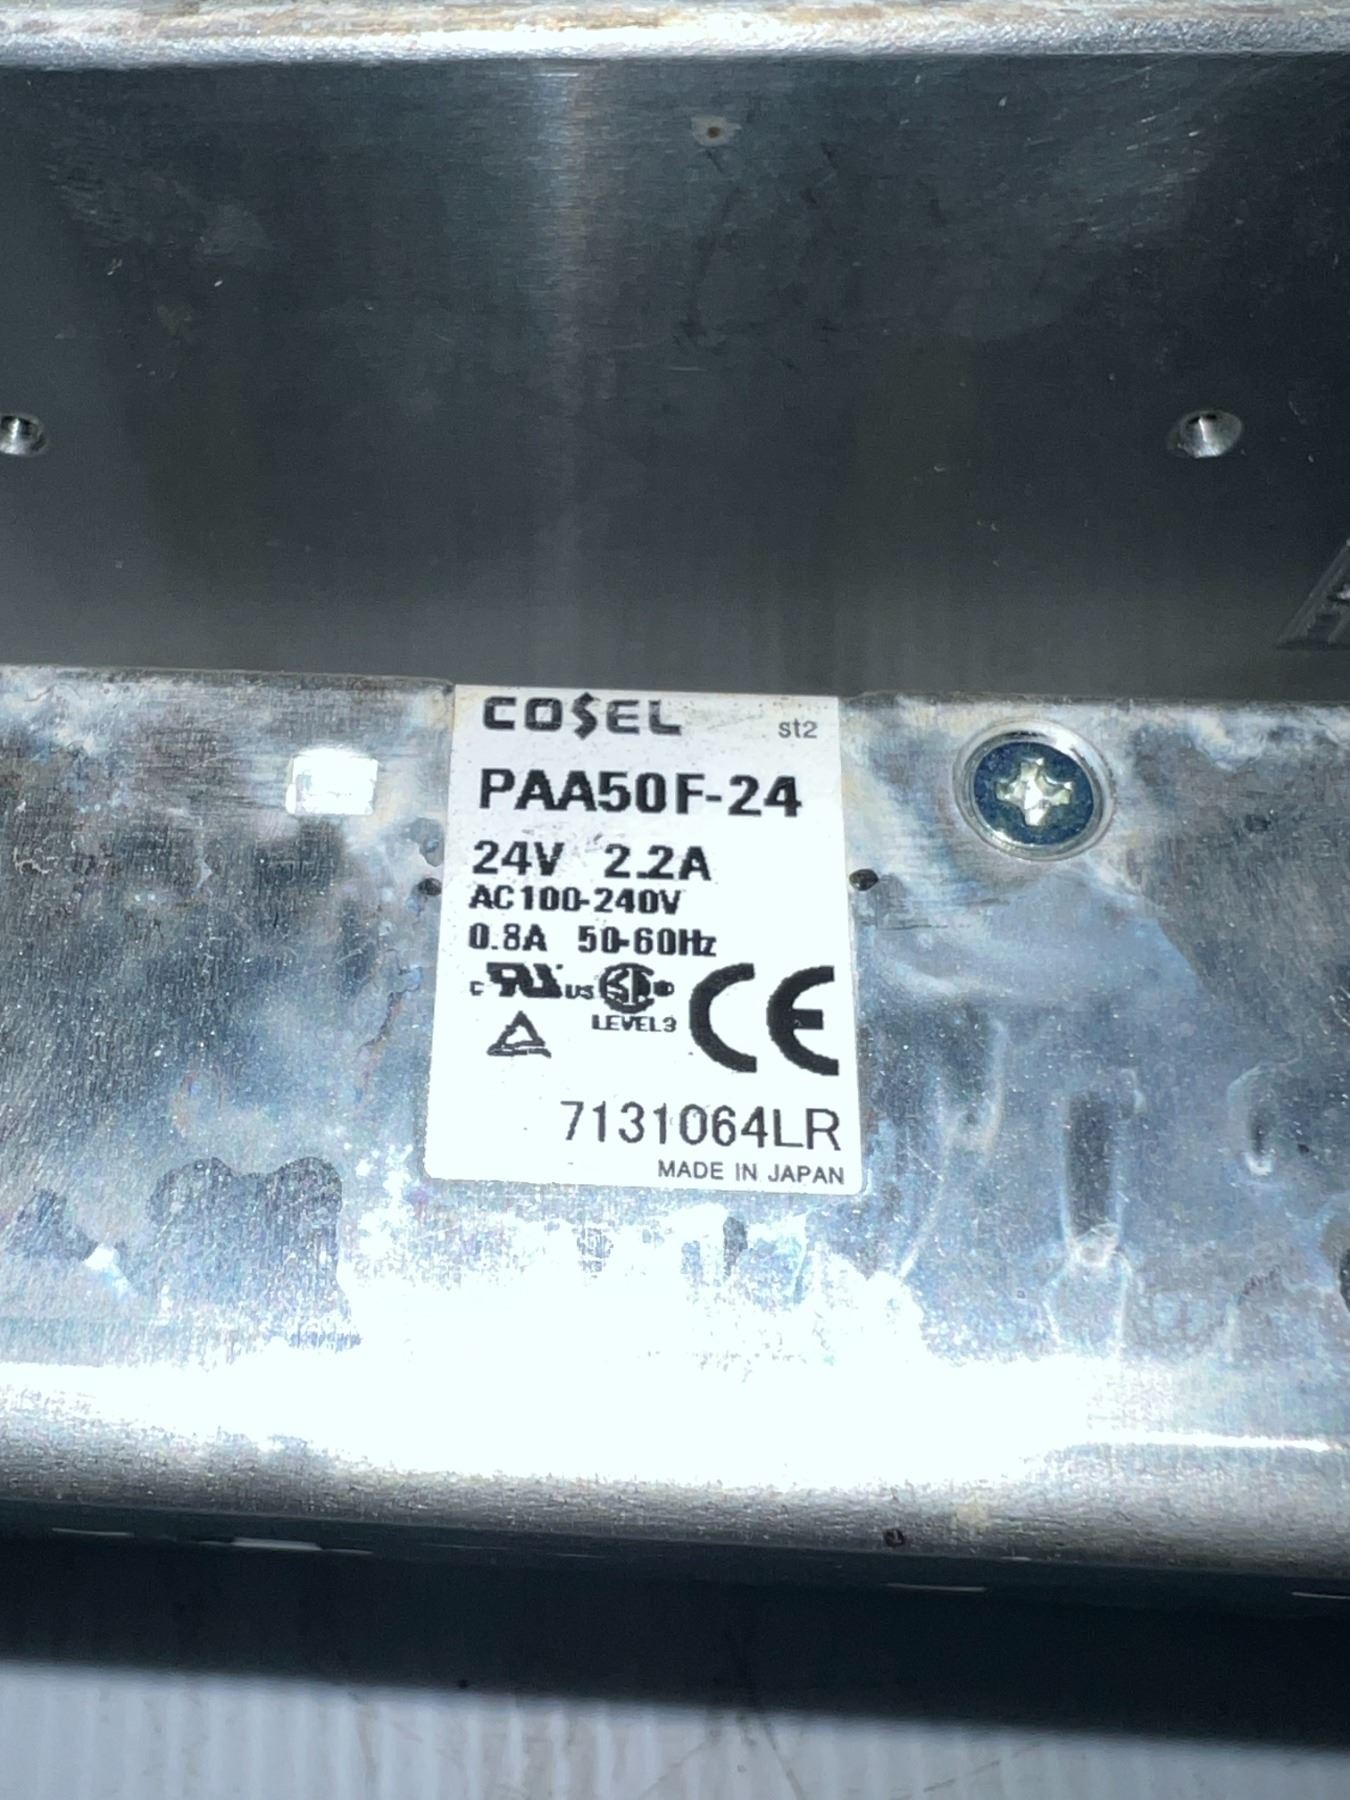 COSEL st2
PAA50F-24
24V 2.2A
AC100-240V
0.8A 50-60Hz
c US
LEVEL3
CE
7131064LR
MADE IN JAPAN